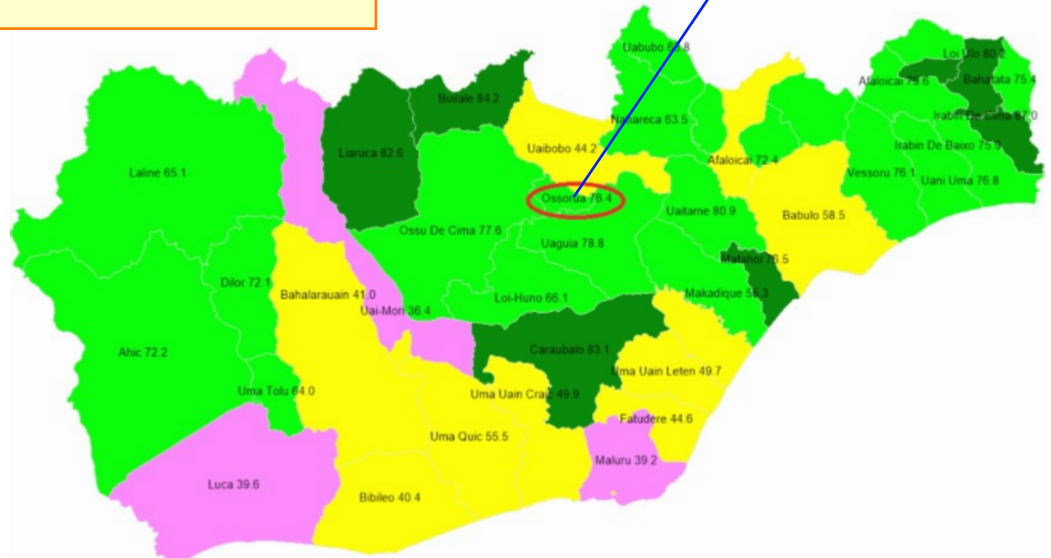 Uabubo 63.8
Loi Ulo 80.2
Afaloicai 79.6
Bahatata 75.4
Builale 84.2
Irabin De Cima 87.0
Nahareca 63.5
Uaibobo 44.2
Liaruca 82.6
Irabin De Baixo 75.9
Afaloicai 72.4
Laline 65.1
Vessoru 76.1
Uani Uma 76.8
Ossorua 76.4
Uaitame 80.9
Babulo 58.5
Ossu De Cima 77.6
Uaguia 78.8
Matahoi 76.5
Dilor 72.1
Bahalarauain 41.0
Makadique 55.3
Loi-Huno 66.1
Uai-Mori 36.4
Ahic 72.2
Caraubalo 83.1
Uma Uain Leten 49.7
Uma Tolu 64.0
Uma Uain Craic 49.9
Fatudere 44.6
Uma Quic 55.5
Maluru 39.2
Luca 39.6
Bibileo 40.4